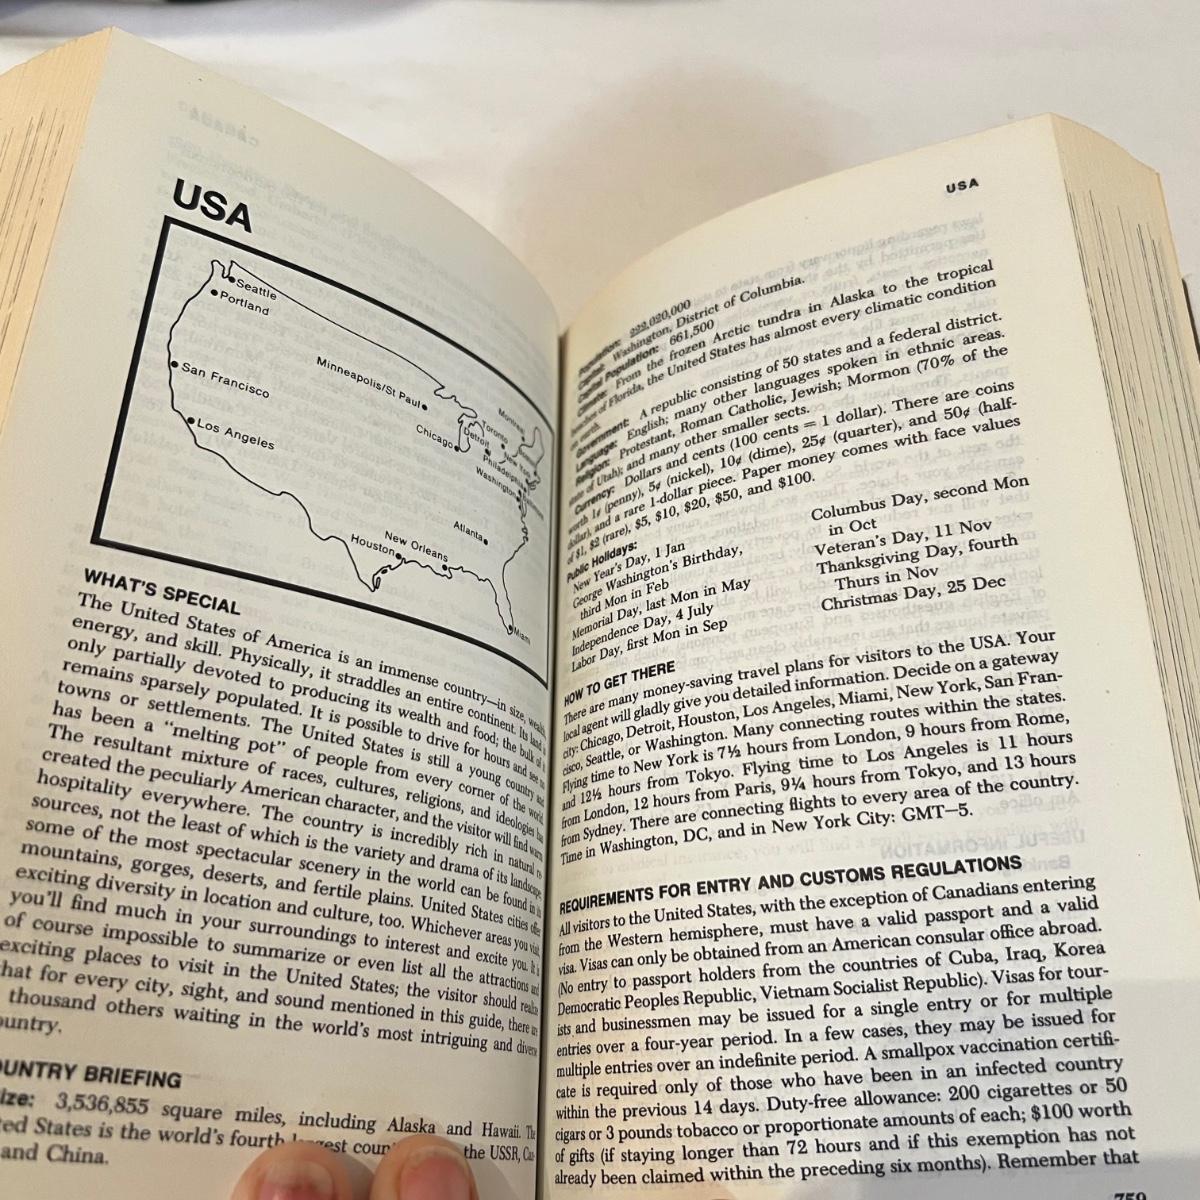 USA
Seattle
Portland
San Francisco
Los Angeles
Minneapolis/St Paul
Chicago
Detroit
Toronto
Montreal
New York
Philadelphia
Washington
Atlanta
New Orleans
Houston
Miami
WHAT'S SPECIAL
The United States of America is an immense country—in size, wealth,
energy, and skill. Physically, it straddles an entire continent. Its land is
only partially devoted to producing its wealth and food; the bulk of it
remains sparsely populated. It is possible to drive for hours and see no
towns or settlements. The United States is still a young country and
has been a "melting pot" of people from every corner of the world.
The resultant mixture of races, cultures, religions, and ideologies has
created the peculiarly American character, and the visitor will find warm
hospitality everywhere. The country is incredibly rich in natural re-
sources, not the least of which is the variety and drama of its landscape;
some of the most spectacular scenery in the world can be found in its
mountains, gorges, deserts, and fertile plains. United States cities offer
exciting diversity in location and culture, too. Whichever areas you visit,
you'll find much in your surroundings to interest and excite you. It is
of course impossible to summarize or even list all the attractions and
exciting places to visit in the United States; the visitor should realize
that for every city, sight, and sound mentioned in this guide, there are
thousand others waiting in the world's most intriguing and diverse
ountry.
OUNTRY BRIEFING
ize: 3,536,855 square miles, including Alaska and Hawaii. The
ted States is the world's fourth the USSR, Ca-
and China.
USA
Population: 222,020,000
Capital: Washington, District of Columbia.
Capital Population: 661,500
Climate: From the frozen Arctic tundra in Alaska to the tropical
beaches of Florida, the United States has almost every climatic condition
on earth.
Government: A republic consisting of 50 states and a federal district.
Language: English; many other languages spoken in ethnic areas.
Religion: Protestant, Roman Catholic, Jewish; Mormon (70% of the
state of Utah); and many other smaller sects.
Currency: Dollars and cents (100 cents = 1 dollar). There are coins
worth 1¢ (penny), 5¢ (nickel), 10¢ (dime), 25¢ (quarter), and 50¢ (half-
dollar), and a rare 1-dollar piece. Paper money comes with face values
of $1, $2 (rare), $5, $10, $20, $50, and $100.
Public Holidays:
New Year's Day, 1 Jan
George Washington's Birthday,
third Mon in Feb
Memorial Day, last Mon in May
Independence Day, 4 July
Labor Day, first Mon in Sep
Columbus Day, second Mon
in Oct
Veteran's Day, 11 Nov
Thanksgiving Day, fourth
Thurs in Nov
Christmas Day, 25 Dec
HOW TO GET THERE
There are many money-saving travel plans for visitors to the USA. Your
local agent will gladly give you detailed information. Decide on a gateway
city: Chicago, Detroit, Houston, Los Angeles, Miami, New York, San Fran-
cisco, Seattle, or Washington. Many connecting routes within the states.
Flying time to New York is 7½ hours from London, 9 hours from Rome,
and 12½ hours from Tokyo. Flying time to Los Angeles is 11 hours
from London, 12 hours from Paris, 9¼ hours from Tokyo, and 13 hours
from Sydney. There are connecting flights to every area of the country.
Time in Washington, DC, and in New York City: GMT−5.
REQUIREMENTS FOR ENTRY AND CUSTOMS REGULATIONS
All visitors to the United States, with the exception of Canadians entering
from the Western hemisphere, must have a valid passport and a valid
visa. Visas can only be obtained from an American consular office abroad.
(No entry to passport holders from the countries of Cuba, Iraq, Korea
Democratic Peoples Republic, Vietnam Socialist Republic). Visas for tour-
ists and businessmen may be issued for a single entry or for multiple
entries over a four-year period. In a few cases, they may be issued for
multiple entries over an indefinite period. A smallpox vaccination certifi-
cate is required only of those who have been in an infected country
within the previous 14 days. Duty-free allowance: 200 cigarettes or 50
cigars or 3 pounds tobacco or proportionate amounts of each; $100 worth
of gifts (if staying longer than 72 hours and if this exemption has not
already been claimed within the preceding six months). Remember that
759